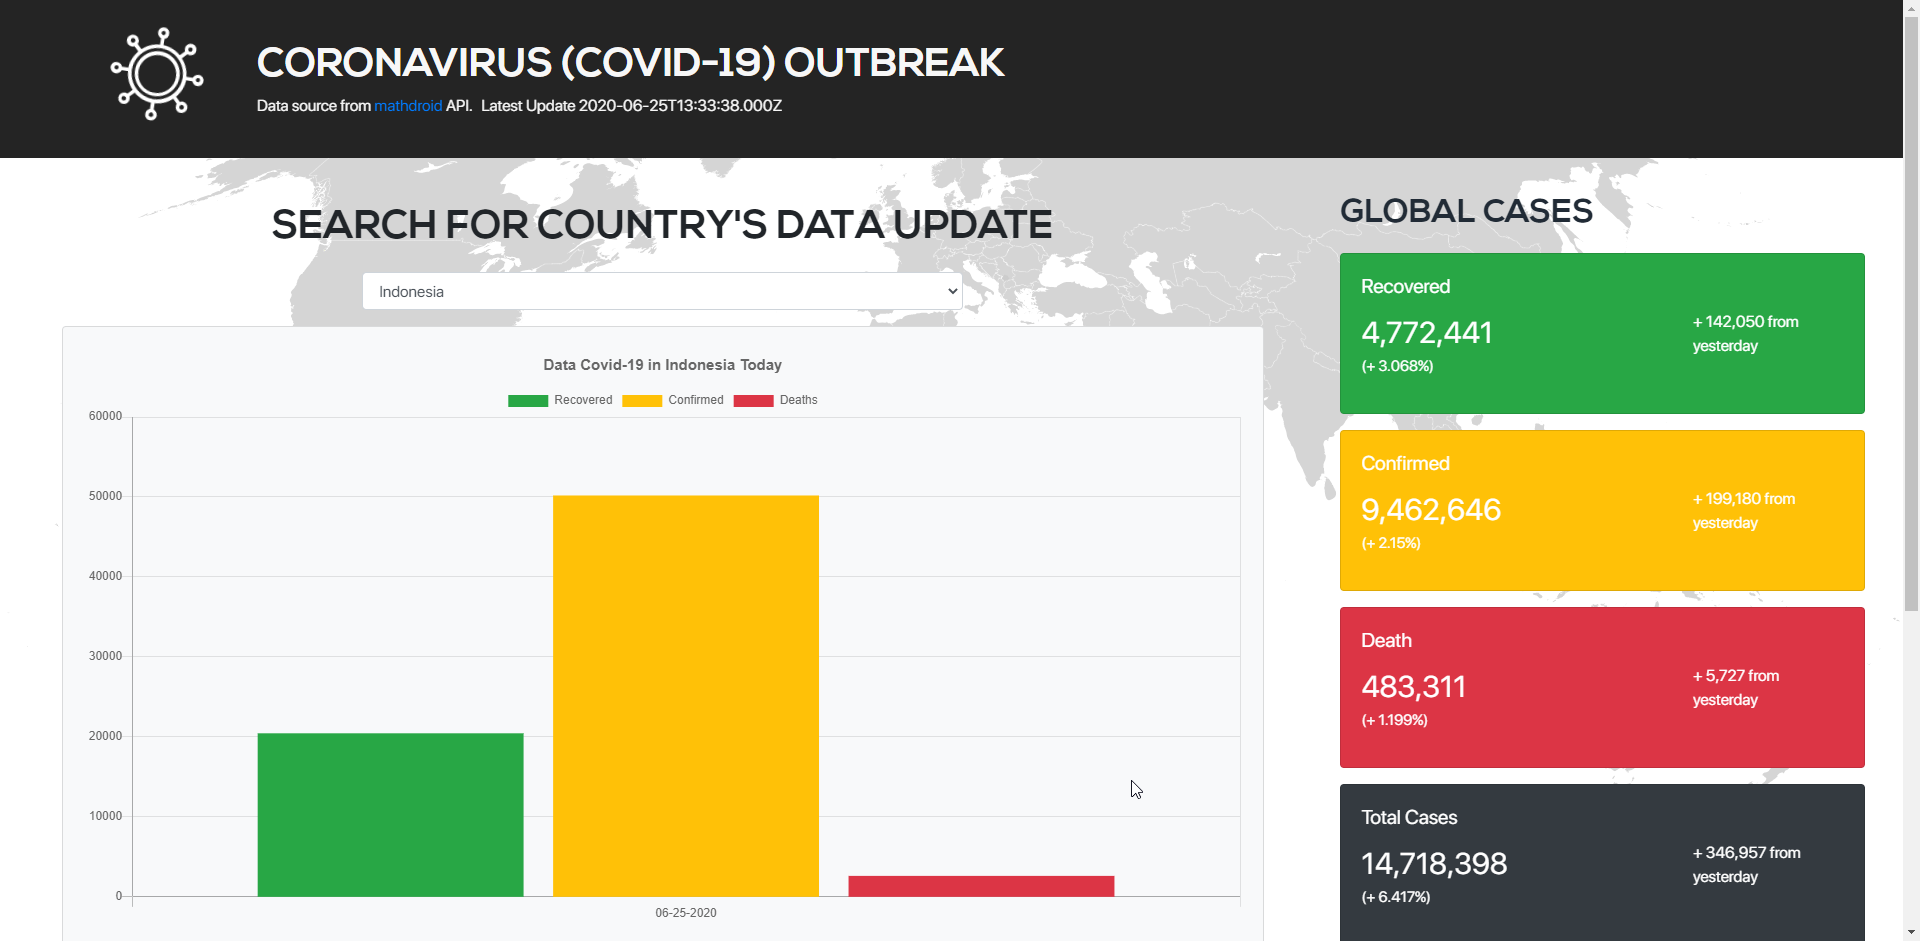 CORONAVIRUS (COVID-19) OUTBREAK
Data source from mathdroid API. Latest Update 2020-06-25T13:33:38.000Z
SEARCH FOR COUNTRY'S DATA UPDATE
Indonesia
Data Covid-19 in Indonesia Today
Recovered Confirmed Deaths
60000
50000
40000
30000
20000
10000
0
06-25-2020
GLOBAL CASES
Recovered
4,772,441
(+ 3.068%)
+ 142,050 from
yesterday
Confirmed
9,462,646
(+ 2.15%)
+ 199,180 from
yesterday
Death
483,311
(+ 1.199%)
+ 5,727 from
yesterday
Total Cases
14,718,398
(+ 6.417%)
+ 346,957 from
yesterday